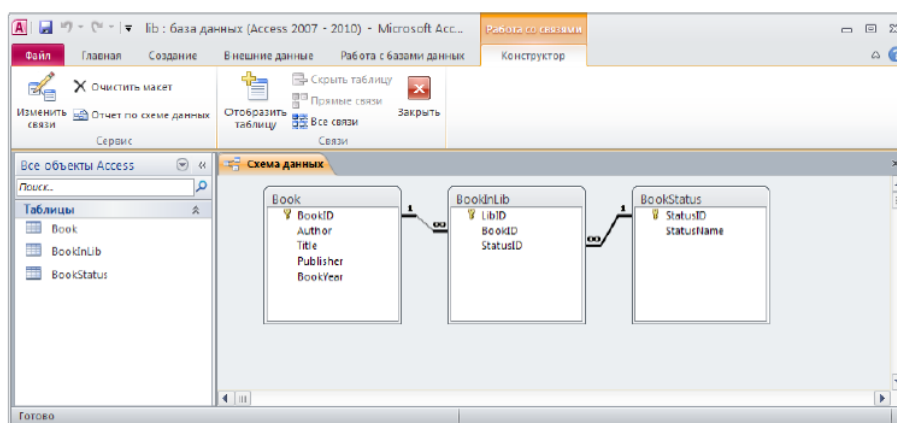 lib : база данных (Access 2007 - 2010) - Microsoft Acc...
Работа со связями
Файл Главная Создание Внешние данные Работа с базами данных Конструктор
Изменить связи
Очистить макет
Отчет по схеме данных
Сервис
Отобразить таблицу
Скрыть таблицу
Прямые связи
Все связи
Закрыть
Связи
Все объекты Access
Поиск...
Таблицы
Book
BookInLib
BookStatus
Схема данных
Book
BookID
Author
Title
Publisher
BookYear
1
∞
BookInLib
LibID
BookID
StatusID
∞
1
BookStatus
StatusID
StatusName
Готово